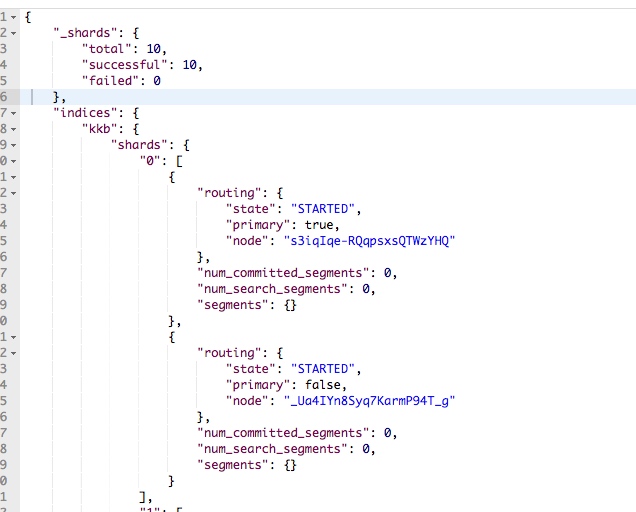 1 {
2 "_shards": {
3 "total": 10,
4 "successful": 10,
5 "failed": 0
6 },
7 "indices": {
8 "kkb": {
9 "shards": {
0 "0": [
1 {
2 "routing": {
3 "state": "STARTED",
4 "primary": true,
5 "node": "s3iqIqe-RQqpsxsQTWzYHQ"
6 },
7 "num_committed_segments": 0,
8 "num_search_segments": 0,
9 "segments": {}
0 },
1 {
2 "routing": {
3 "state": "STARTED",
4 "primary": false,
5 "node": "_Ua4IYn8Syq7KarmP94T_g"
6 },
7 "num_committed_segments": 0,
8 "num_search_segments": 0,
9 "segments": {}
0 }
1 ],
"1": [